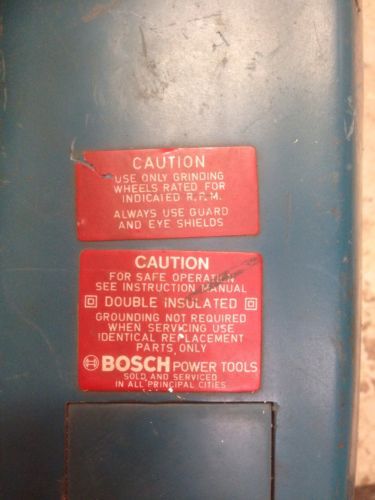 CAUTION
USE ONLY GRINDING
WHEELS RATED FOR
INDICATED R.P.M.
ALWAYS USE GUARD
AND EYE SHIELDS
CAUTION
FOR SAFE OPERATION
SEE INSTRUCTION MANUAL
DOUBLE INSULATED
GROUNDING NOT REQUIRED
WHEN SERVICING USE
IDENTICAL REPLACEMENT
PARTS ONLY
BOSCH POWER TOOLS
SOLD AND SERVICED
IN ALL PRINCIPAL CITIES